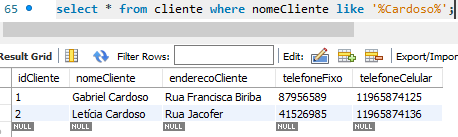 65 select * from cliente where nomeCliente like '%Cardoso%';
Result Grid Filter Rows: Edit: Export/Impor
idCliente nomeCliente enderecoCliente telefoneFixo telefoneCelular
1 Gabriel Cardoso Rua Francisca Biriba 87956589 11965874125
2 Letícia Cardoso Rua Jacofer 41526985 11965874136
NULL NULL NULL NULL NULL